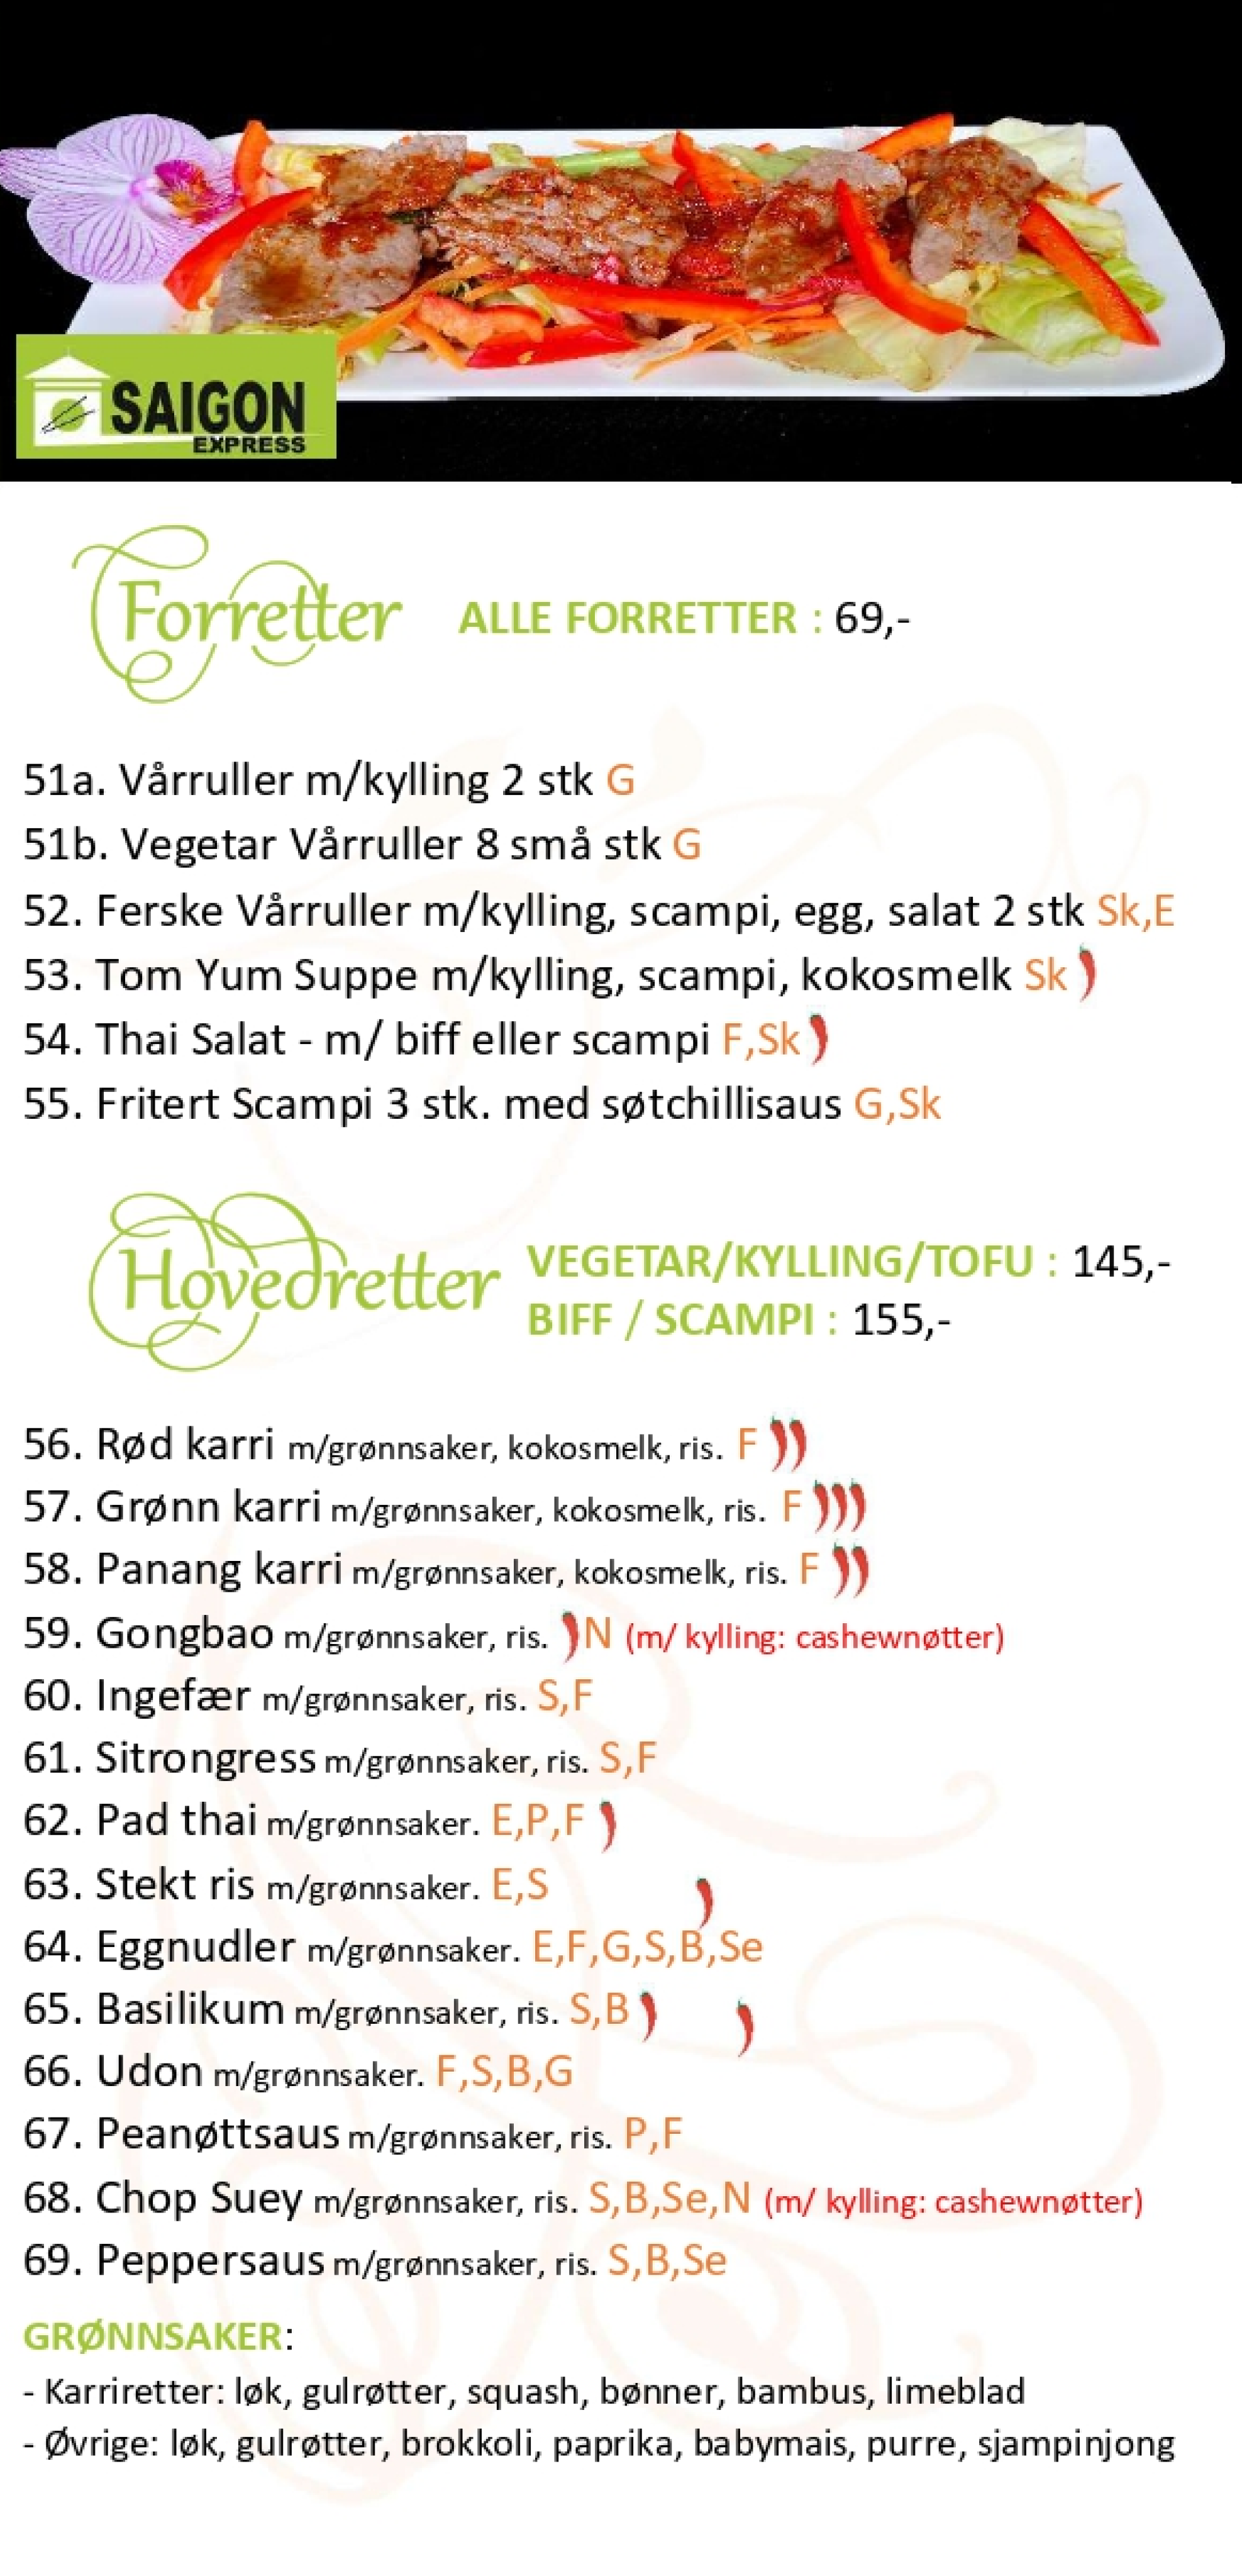 SAIGON
EXPRESS
Forretter
ALLE FORRETTER : 69,-
51a. Vårruller m/kylling 2 stk G
51b. Vegetar Vårruller 8 små stk G
52. Ferske Vårruller m/kylling, scampi, egg, salat 2 stk Sk,E
53. Tom Yum Suppe m/kylling, scampi, kokosmelk Sk
54. Thai Salat - m/ biff eller scampi F,Sk
55. Fritert Scampi 3 stk. med søtchillisaus G,Sk
Hovedretter
VEGETAR/KYLLING/TOFU : 145,-
BIFF / SCAMPI : 155,-
56. Rød karri m/grønnsaker, kokosmelk, ris. F
57. Grønn karri m/grønnsaker, kokosmelk, ris. F
58. Panang karri m/grønnsaker, kokosmelk, ris. F
59. Gongbao m/grønnsaker, ris. N (m/ kylling: cashewnøtter)
60. Ingefær m/grønnsaker, ris. S,F
61. Sitrongress m/grønnsaker, ris. S,F
62. Pad thai m/grønnsaker. E,P,F
63. Stekt ris m/grønnsaker. E,S
64. Eggnudler m/grønnsaker. E,F,G,S,B,Se
65. Basilikum m/grønnsaker, ris. S,B
66. Udon m/grønnsaker. F,S,B,G
67. Peanøttsaus m/grønnsaker, ris. P,F
68. Chop Suey m/grønnsaker, ris. S,B,Se,N (m/ kylling: cashewnøtter)
69. Peppersaus m/grønnsaker, ris. S,B,Se
GRØNNSAKER:
- Karriretter: løk, gulrøtter, squash, bønner, bambus, limeblad
- Øvrige: løk, gulrøtter, brokkoli, paprika, babymais, purre, sjampinjong